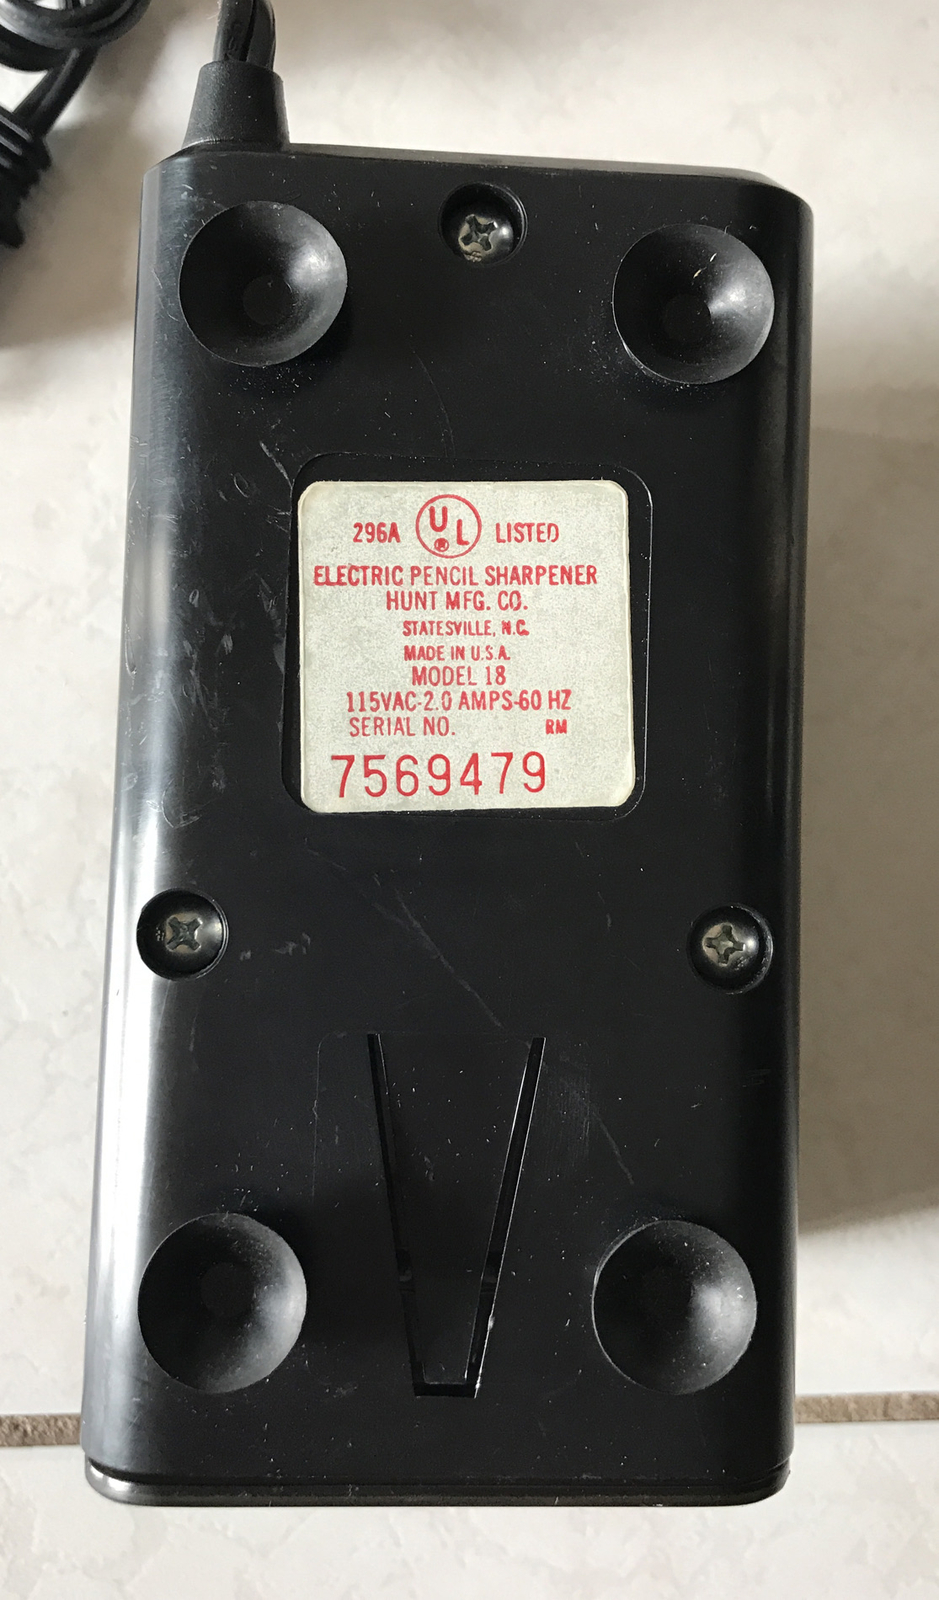 296A UL® LISTED
ELECTRIC PENCIL SHARPENER
HUNT MFG. CO.
STATESVILLE, N.C.
MADE IN U.S.A.
MODEL 18
115VAC-2.0 AMPS-60 HZ
SERIAL NO. RM
7569479